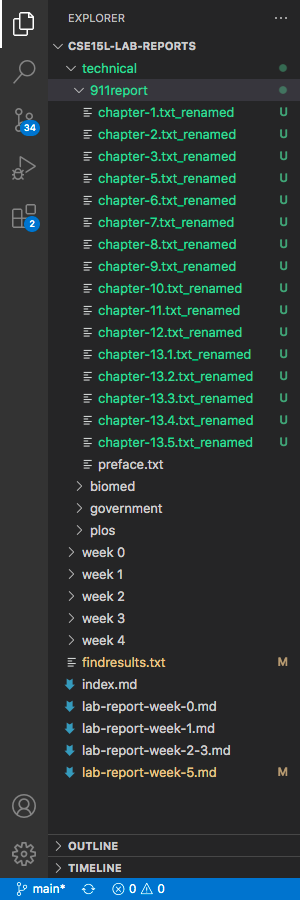 EXPLORER ...
CSE15L-LAB-REPORTS
technical
911report
chapter-1.txt_renamed U
chapter-2.txt_renamed U
chapter-3.txt_renamed U
chapter-5.txt_renamed U
chapter-6.txt_renamed U
chapter-7.txt_renamed U
chapter-8.txt_renamed U
chapter-9.txt_renamed U
chapter-10.txt_renamed U
chapter-11.txt_renamed U
chapter-12.txt_renamed U
chapter-13.1.txt_renamed U
chapter-13.2.txt_renamed U
chapter-13.3.txt_renamed U
chapter-13.4.txt_renamed U
chapter-13.5.txt_renamed U
preface.txt
biomed
government
plos
week 0
week 1
week 2
week 3
week 4
findresults.txt M
index.md
lab-report-week-0.md
lab-report-week-1.md
lab-report-week-2-3.md
lab-report-week-5.md M
OUTLINE
TIMELINE
34
2
main* 0 0